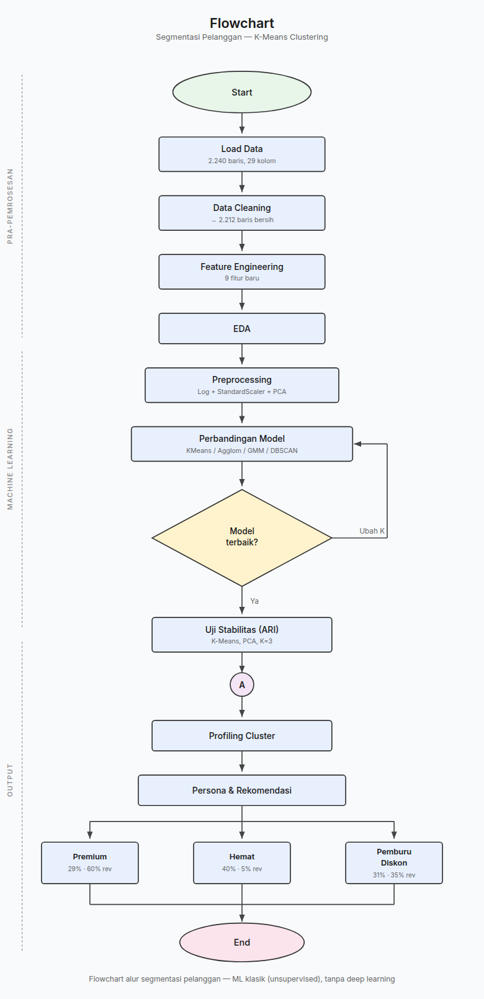 Flowchart
Segmentasi Pelanggan — K-Means Clustering
Start
PRA-PEMROSESAN
Load Data
2.240 baris, 29 kolom
Data Cleaning
→ 2.212 baris bersih
Feature Engineering
9 fitur baru
EDA
MACHINE LEARNING
Preprocessing
Log + StandardScaler + PCA
Perbandingan Model
KMeans / Agglom / GMM / DBSCAN
Model
terbaik?
Ubah K
Ya
Uji Stabilitas (ARI)
K-Means, PCA, K=3
A
OUTPUT
Profiling Cluster
Persona & Rekomendasi
Premium
29% · 60% rev
Hemat
40% · 5% rev
Pemburu
Diskon
31% · 35% rev
End
Flowchart alur segmentasi pelanggan — ML klasik (unsupervised), tanpa deep learning